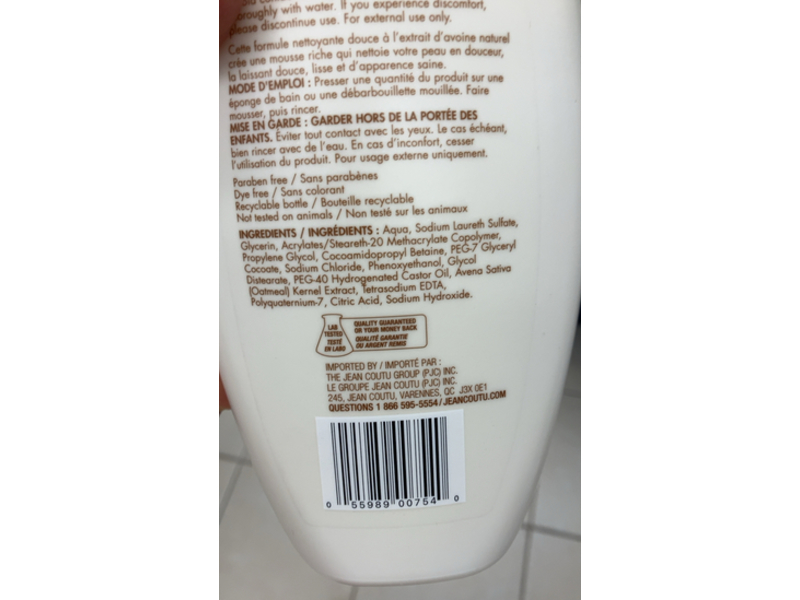 oroughly with water. If you experience discomfort,
please discontinue use. For external use only.
Cette formule nettoyante douce à l'extrait d'avoine naturel
crée une mousse riche qui nettoie votre peau en douceur,
la laissant douce, lisse et d'apparence saine.
MODE D'EMPLOI : Presser une quantité du produit sur une
éponge de bain ou une débarbouillette mouillée. Faire
mousser, puis rincer.
MISE EN GARDE : GARDER HORS DE LA PORTÉE DES
ENFANTS. Éviter tout contact avec les yeux. Le cas échéant,
bien rincer avec de l'eau. En cas d'inconfort, cesser
l'utilisation du produit. Pour usage externe uniquement.
Paraben free / Sans parabènes
Dye free / Sans colorant
Recyclable bottle / Bouteille recyclable
Not tested on animals / Non testé sur les animaux
INGREDIENTS / INGRÉDIENTS : Aqua, Sodium Laureth Sulfate,
Glycerin, Acrylates/Steareth-20 Methacrylate Copolymer,
Propylene Glycol, Cocoamidopropyl Betaine, PEG-7 Glyceryl
Cocoate, Sodium Chloride, Phenoxyethanol, Glycol
Distearate, PEG-40 Hydrogenated Castor Oil, Avena Sativa
(Oatmeal) Kernel Extract, Tetrasodium EDTA,
Polyquaternium-7, Citric Acid, Sodium Hydroxide.
LAB
TESTED
TESTÉ
EN LABO
QUALITY GUARANTEED
OR YOUR MONEY BACK
QUALITÉ GARANTIE
OU ARGENT REMIS
IMPORTED BY / IMPORTÉ PAR :
THE JEAN COUTU GROUP (PJC) INC.
LE GROUPE JEAN COUTU (PJC) INC.
245, JEAN COUTU, VARENNES, QC J3X 0E1
QUESTIONS 1 866 595-5554/JEANCOUTU.COM
0 55989 00754 0